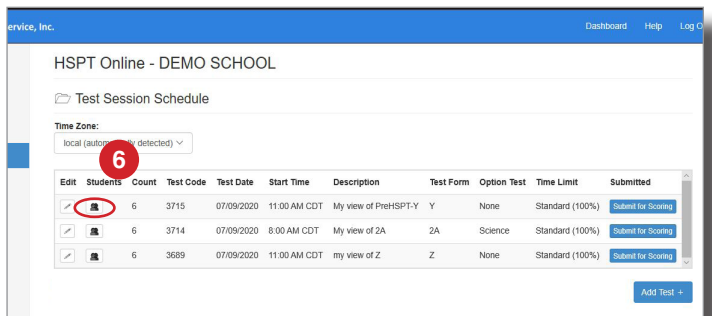 ervice, Inc.
Dashboard Help Log O
HSPT Online - DEMO SCHOOL
Test Session Schedule
Time Zone:
local (autom
ly detected)
6
Edit Students Count Test Code Test Date Start Time Description Test Form Option Test Time Limit Submitted
6 3715 07/09/2020 11:00 AM CDT My view of PreHSPT-Y Y None Standard (100%) Submit for Scoring
6 3714 07/09/2020 8:00 AM CDT My view of 2A 2A Science Standard (100%) Submit for Scoring
6 3689 07/09/2020 11:00 AM CDT my view of Z Z None Standard (100%) Submit for Scoring
Add Test +